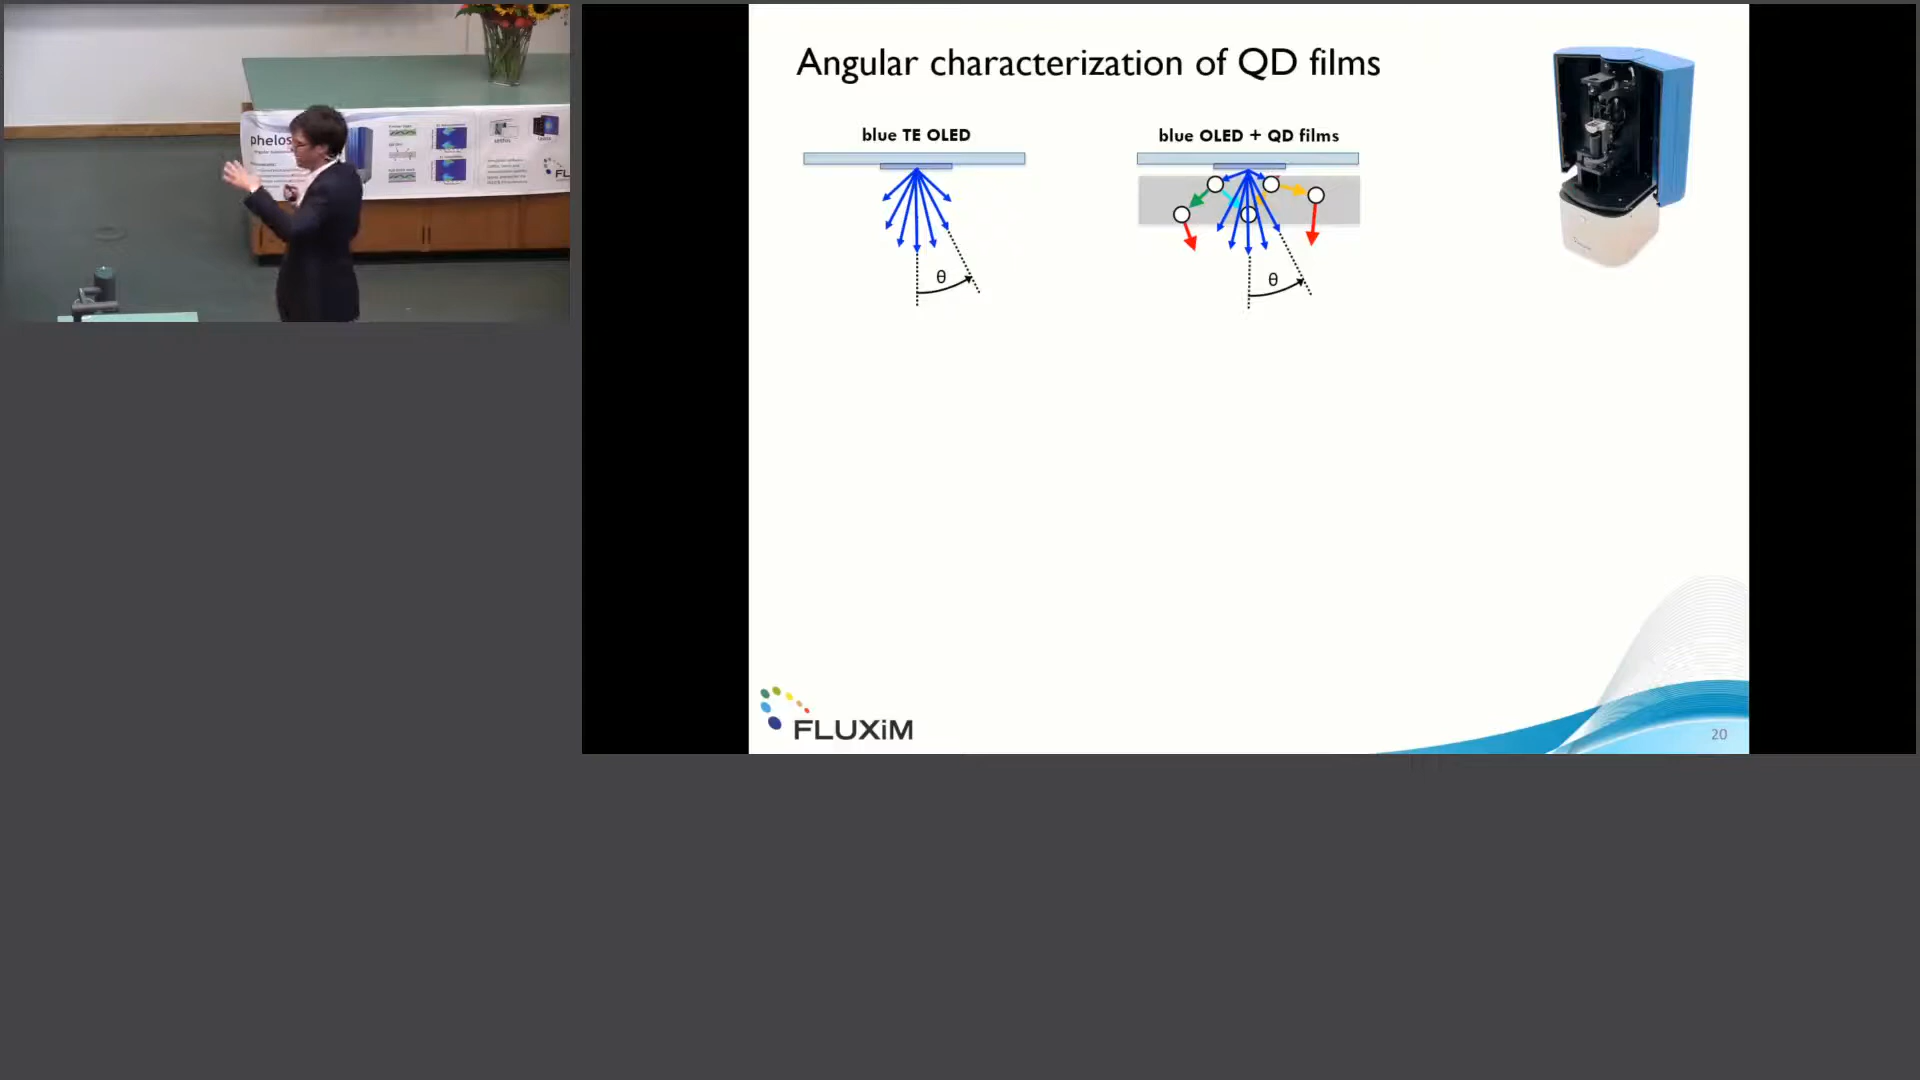 phelos
Angular characterization of QD films
blue TE OLED
blue OLED + QD films
θ
θ
FLUXiM
20